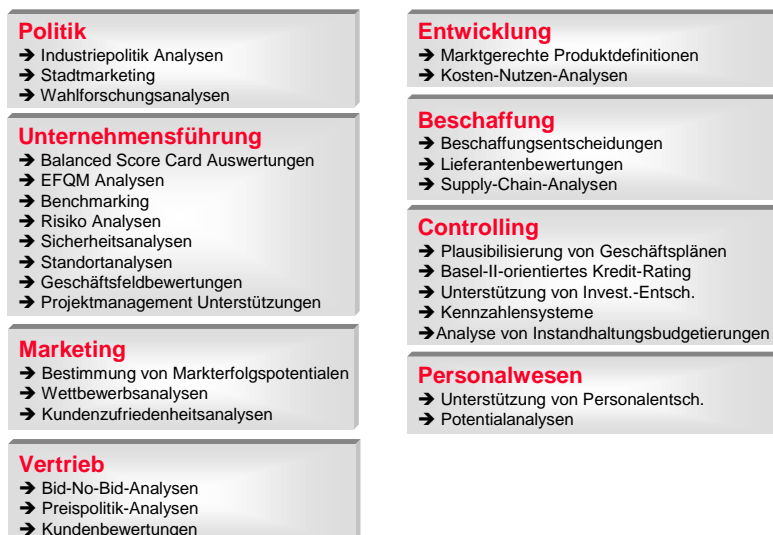 Politik
➔ Industriepolitik Analysen
➔ Stadtmarketing
➔ Wahlforschungsanalysen
Unternehmensführung
➔ Balanced Score Card Auswertungen
➔ EFQM Analysen
➔ Benchmarking
➔ Risiko Analysen
➔ Sicherheitsanalysen
➔ Standortanalysen
➔ Geschäftsfeldbewertungen
➔ Projektmanagement Unterstützungen
Marketing
➔ Bestimmung von Markterfolgspotentialen
➔ Wettbewerbsanalysen
➔ Kundenzufriedenheitsanalysen
Vertrieb
➔ Bid-No-Bid-Analysen
➔ Preispolitik-Analysen
➔ Kundenbewertungen
Entwicklung
➔ Marktgerechte Produktdefinitionen
➔ Kosten-Nutzen-Analysen
Beschaffung
➔ Beschaffungsentscheidungen
➔ Lieferantenbewertungen
➔ Supply-Chain-Analysen
Controlling
➔ Plausibilisierung von Geschäftsplänen
➔ Basel-II-orientiertes Kredit-Rating
➔ Unterstützung von Invest.-Entsch.
➔ Kennzahlensysteme
➔Analyse von Instandhaltungsbudgetierungen
Personalwesen
➔ Unterstützung von Personalentsch.
➔ Potentialanalysen